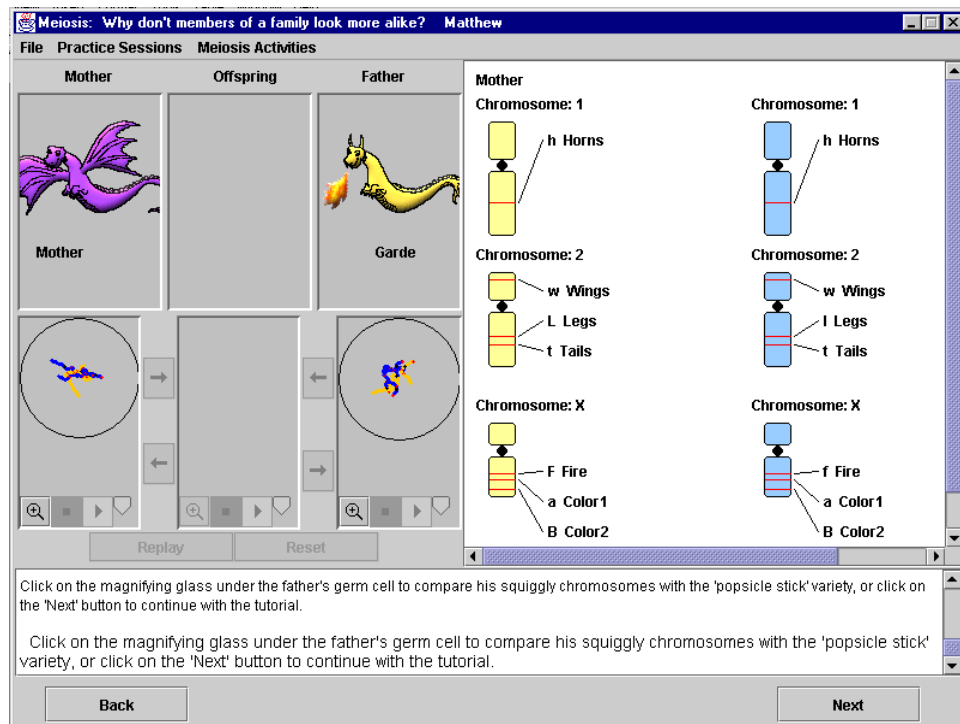 Meiosis: Why don't members of a family look more alike? Matthew
File Practice Sessions Meiosis Activities
Mother Offspring Father
Mother
Garde
Replay Reset
Mother
Chromosome: 1 Chromosome: 1
h Horns h Horns
Chromosome: 2 Chromosome: 2
w Wings w Wings
L Legs l Legs
t Tails t Tails
Chromosome: X Chromosome: X
F Fire f Fire
a Color1 a Color1
B Color2 B Color2
Click on the magnifying glass under the father's germ cell to compare his squiggly chromosomes with the 'popsicle stick' variety, or click on
the 'Next' button to continue with the tutorial.
Click on the magnifying glass under the father's germ cell to compare his squiggly chromosomes with the 'popsicle stick'
variety, or click on the 'Next' button to continue with the tutorial.
Back Next